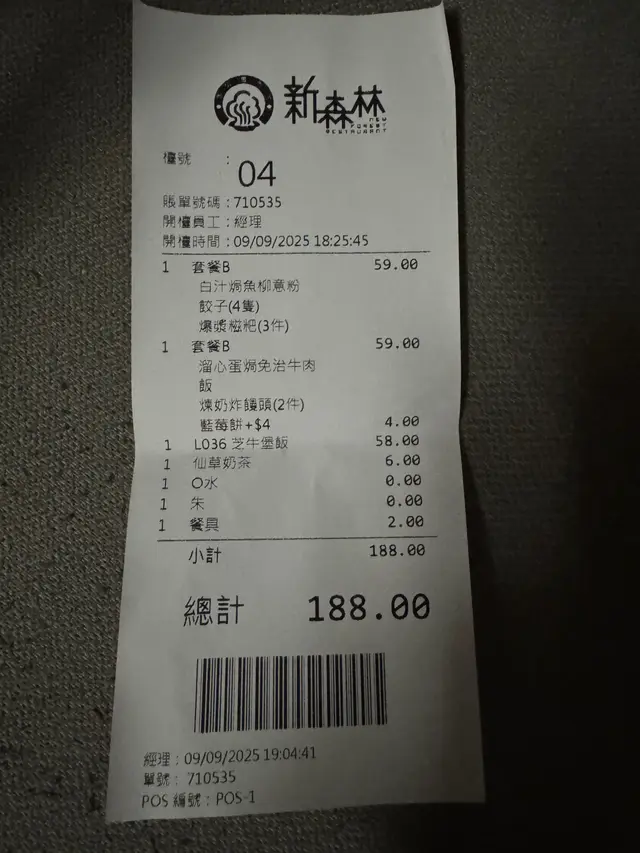 新森林
NEW
FOREST
RESTAURANT
檯號 :
04
賬單號碼 : 710535
開檯員工 : 經理
開檯時間 : 09/09/2025 18:25:45
1 套餐B 59.00
白汁焗魚柳意粉
餃子(4隻)
爆漿糍粑(3件)
1 套餐B 59.00
溜心蛋焗免治牛肉
飯
煉奶炸饅頭(2件)
藍莓餅+$4 4.00
1 L036 芝牛堡飯 58.00
1 仙草奶茶 6.00
1 O水 0.00
1 朱 0.00
1 餐具 2.00
小計 188.00
總計 188.00
經理 : 09/09/2025 19:04:41
單號 : 710535
POS 編號 : POS-1